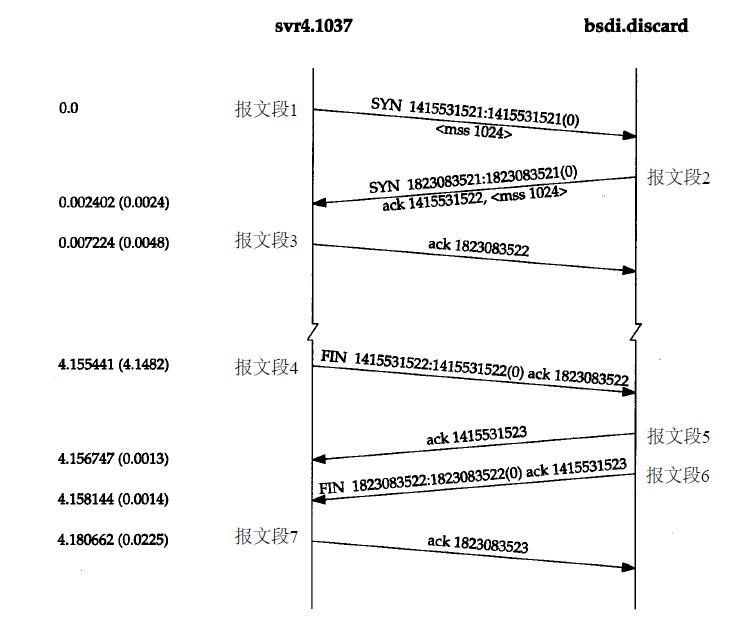 svr4.1037 bsdi.discard
0.0 报文段1 SYN 1415531521:1415531521(0)
<mss 1024>
SYN 1823083521:1823083521(0) 报文段2
0.002402 (0.0024) ack 1415531522, <mss 1024>
0.007224 (0.0048) 报文段3 ack 1823083522
4.155441 (4.1482) 报文段4 FIN 1415531522:1415531522(0) ack 1823083522
ack 1415531523 报文段5
4.156747 (0.0013)
FIN 1823083522:1823083522(0) ack 1415531523 报文段6
4.158144 (0.0014)
4.180662 (0.0225) 报文段7 ack 1823083523